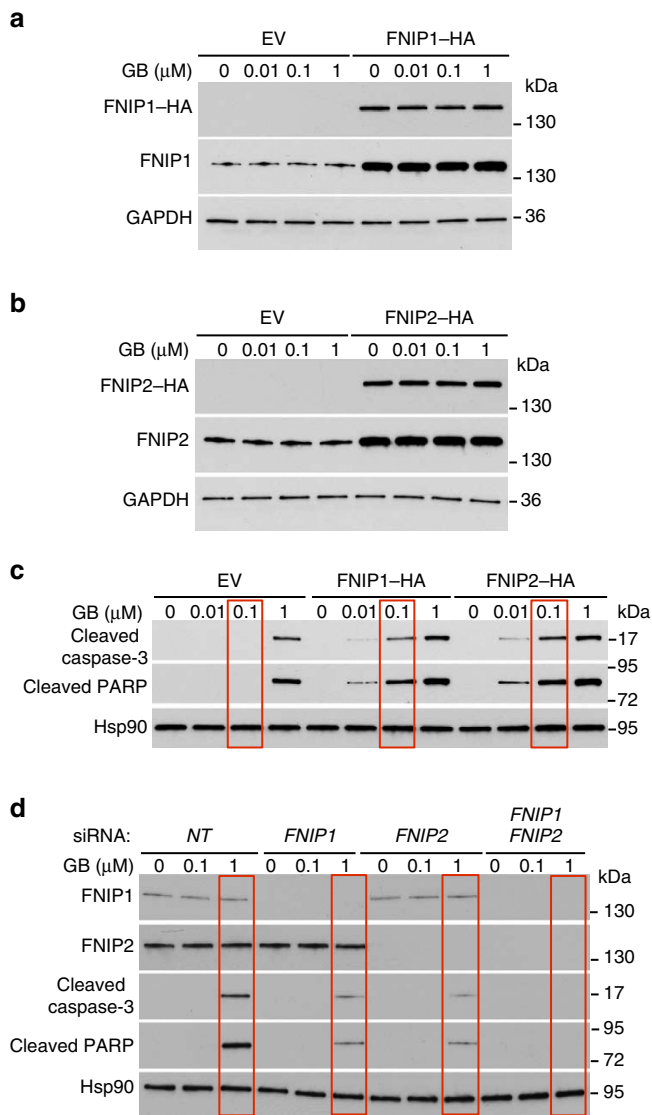 a
EV FNIP1–HA
GB (μM) 0 0.01 0.1 1 0 0.01 0.1 1
kDa
FNIP1–HA
130
FNIP1
130
GAPDH 36
b
EV FNIP2–HA
GB (μM) 0 0.01 0.1 1 0 0.01 0.1 1
kDa
FNIP2–HA
130
FNIP2
130
GAPDH 36
c
EV FNIP1–HA FNIP2–HA
GB (μM) 0 0.01 0.1 1 0 0.01 0.1 1 0 0.01 0.1 1 kDa
Cleaved
caspase-3 17
95
Cleaved PARP
72
Hsp90 95
d
siRNA: NT FNIP1 FNIP2 FNIP1
FNIP2
GB (μM) 0 0.1 1 0 0.1 1 0 0.1 1 0 0.1 1
kDa
FNIP1
130
FNIP2
130
Cleaved
caspase-3 17
95
Cleaved PARP
72
Hsp90 95